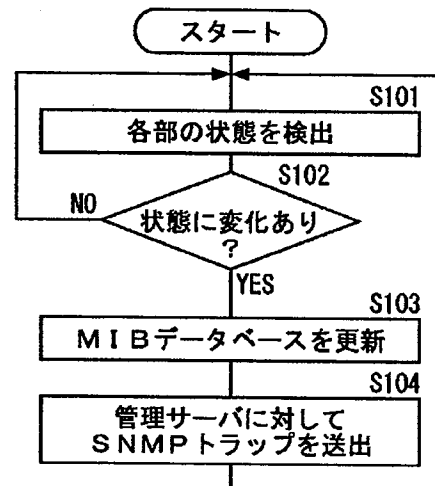 スタート
S101
各部の状態を検出
S102
NO
状態に変化あり
?
YES
S103
MIBデータベースを更新
S104
管理サーバに対して
SNMPトラップを送出